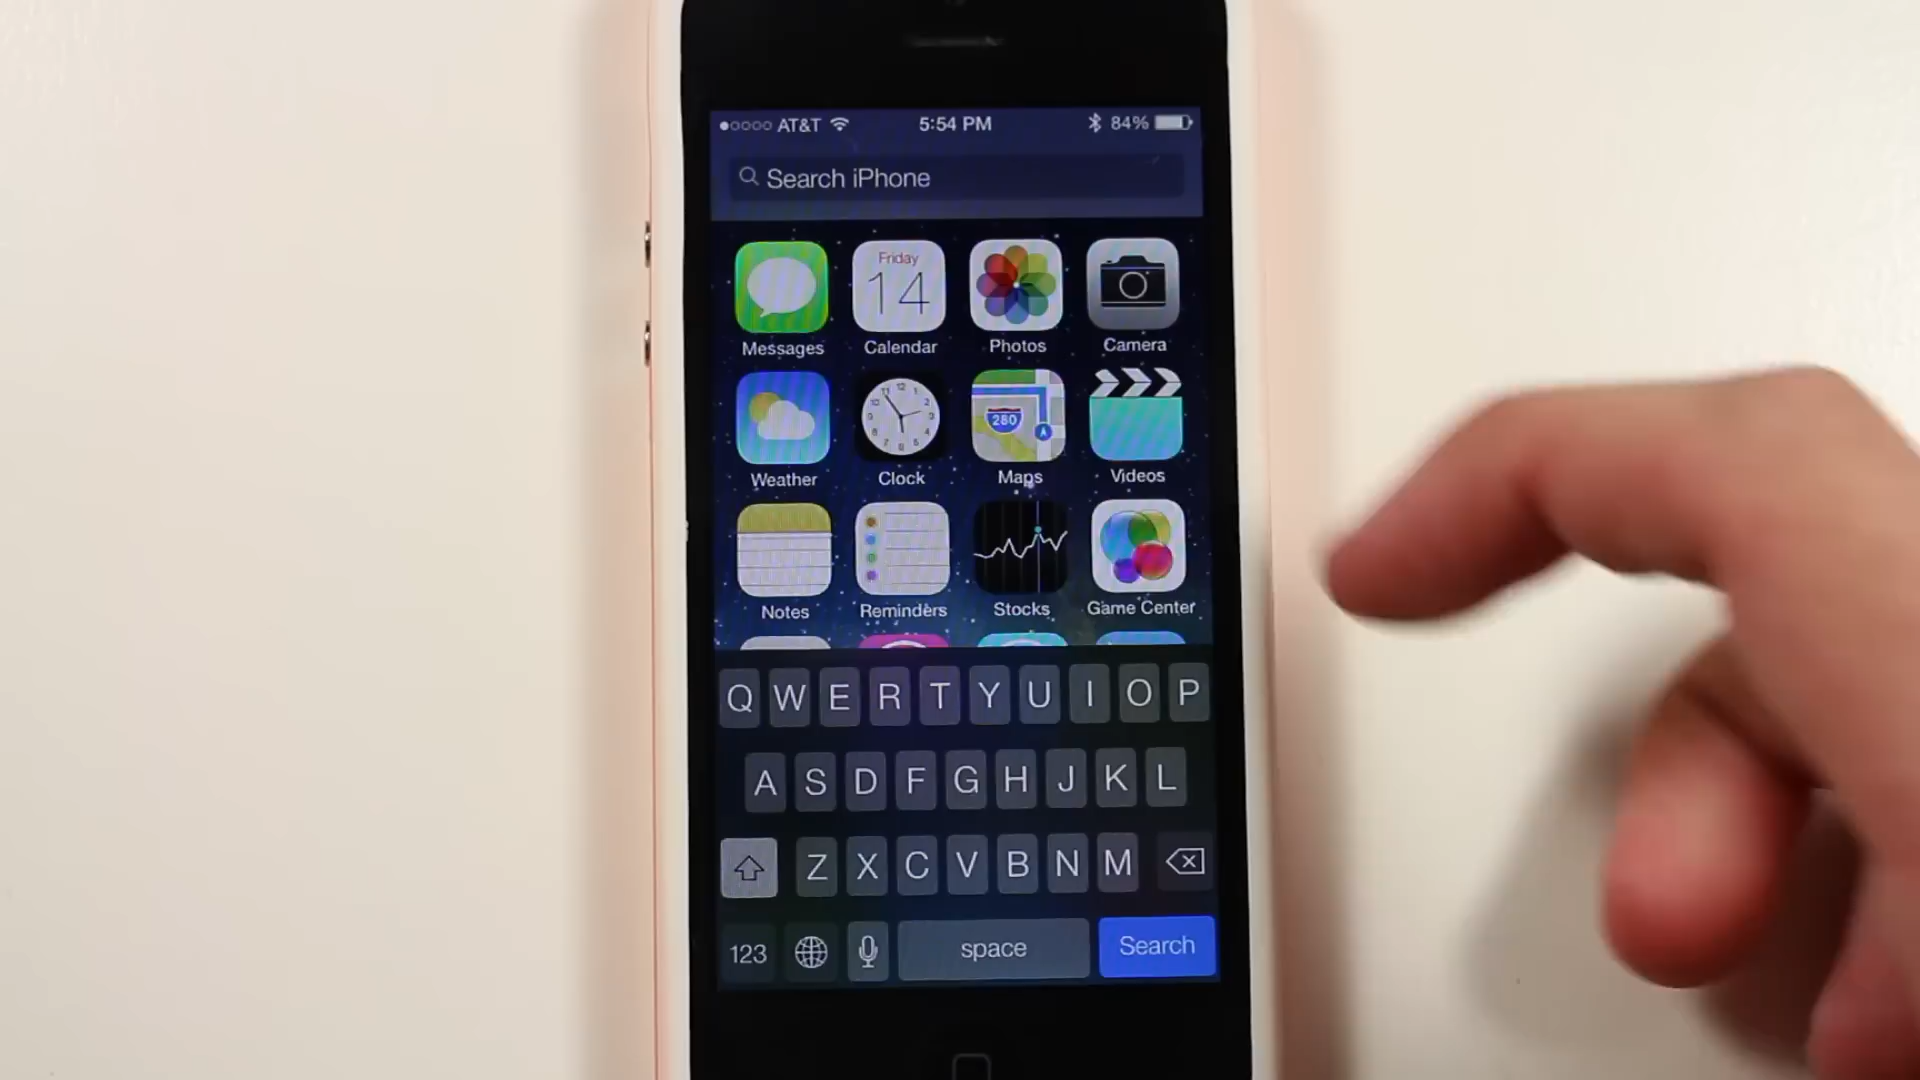 AT&T 5:54 PM 84%
Search iPhone
Friday
14
Messages Calendar Photos Camera
280
Weather Clock Maps Videos
Notes Reminders Stocks Game Center
Q W E R T Y U I O P
A S D F G H J K L
Z X C V B N M
123 space Search